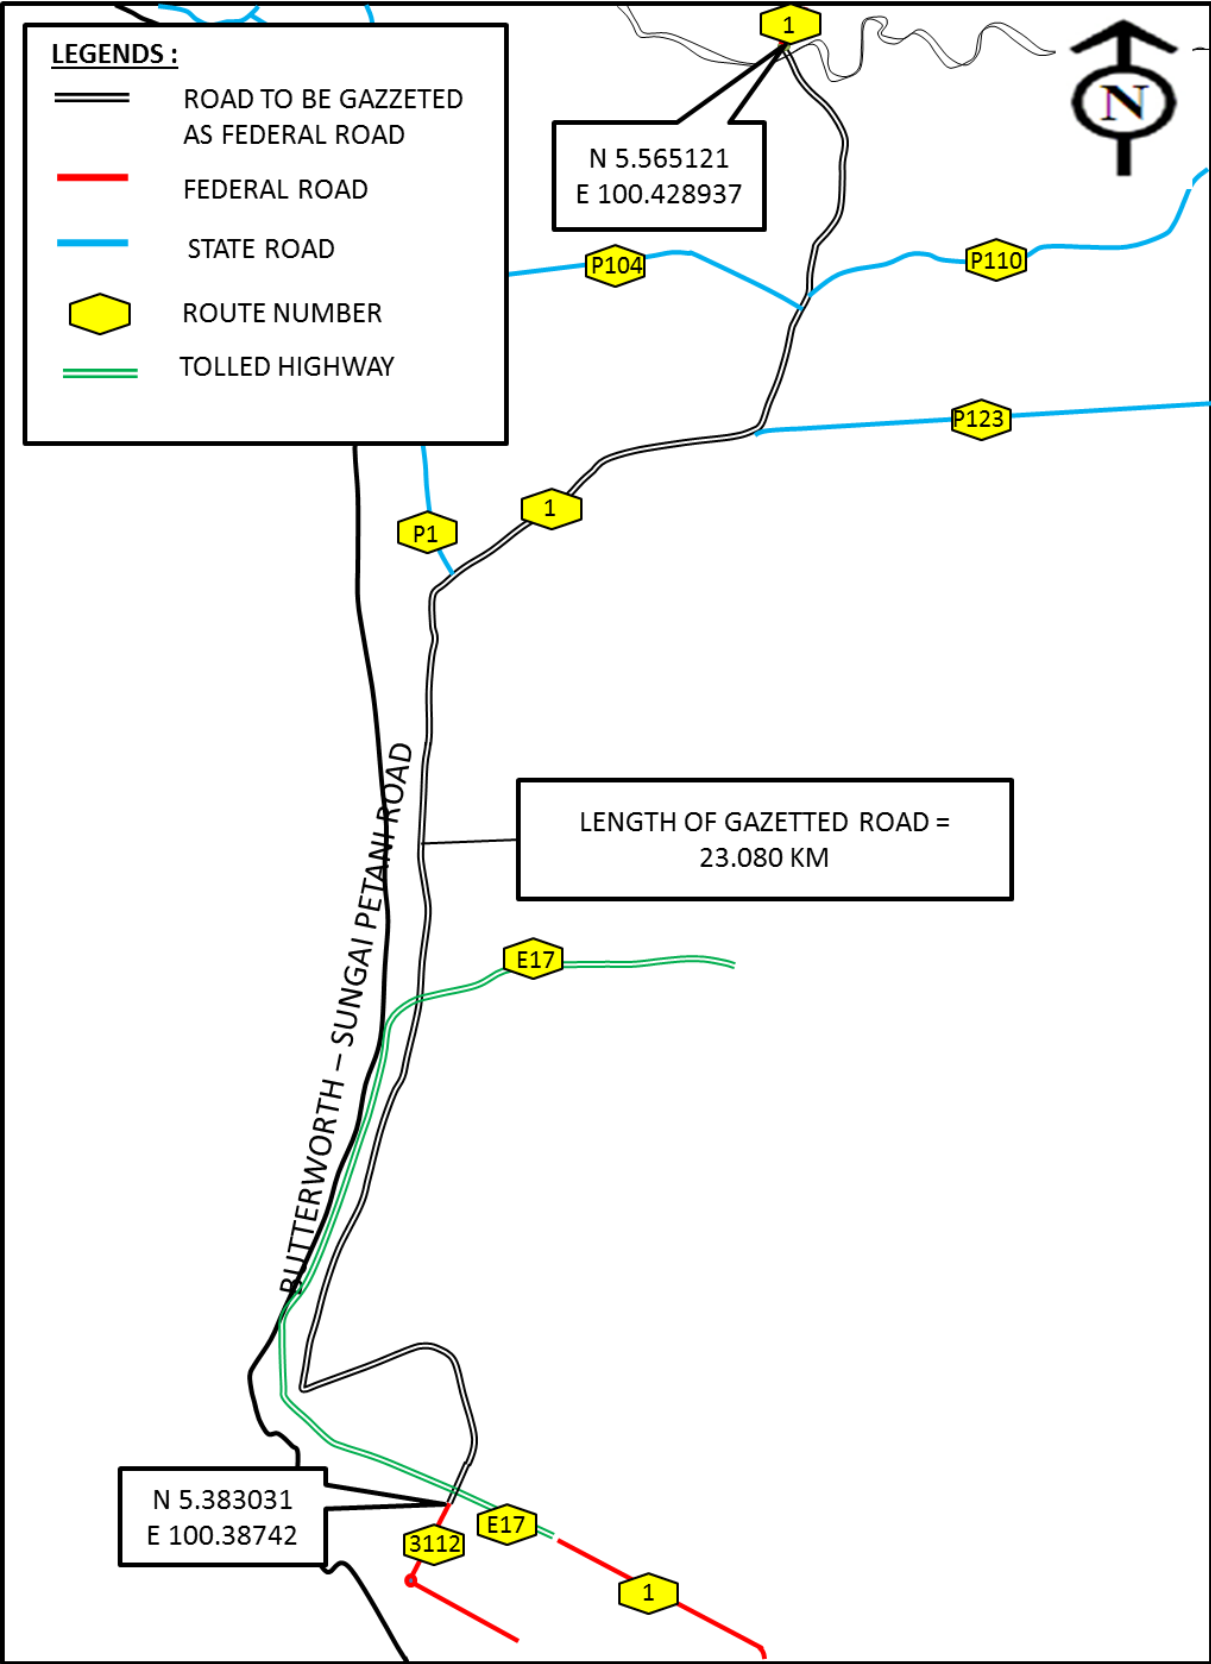 LEGENDS :
ROAD TO BE GAZZETED
AS FEDERAL ROAD
FEDERAL ROAD
STATE ROAD
ROUTE NUMBER
TOLLED HIGHWAY
1
N
N 5.565121
E 100.428937
P104
P110
P123
1
P1
BUTTERWORTH – SUNGAI PETANI ROAD
LENGTH OF GAZETTED ROAD =
23.080 KM
E17
N 5.383031
E 100.38742
3112
E17
1